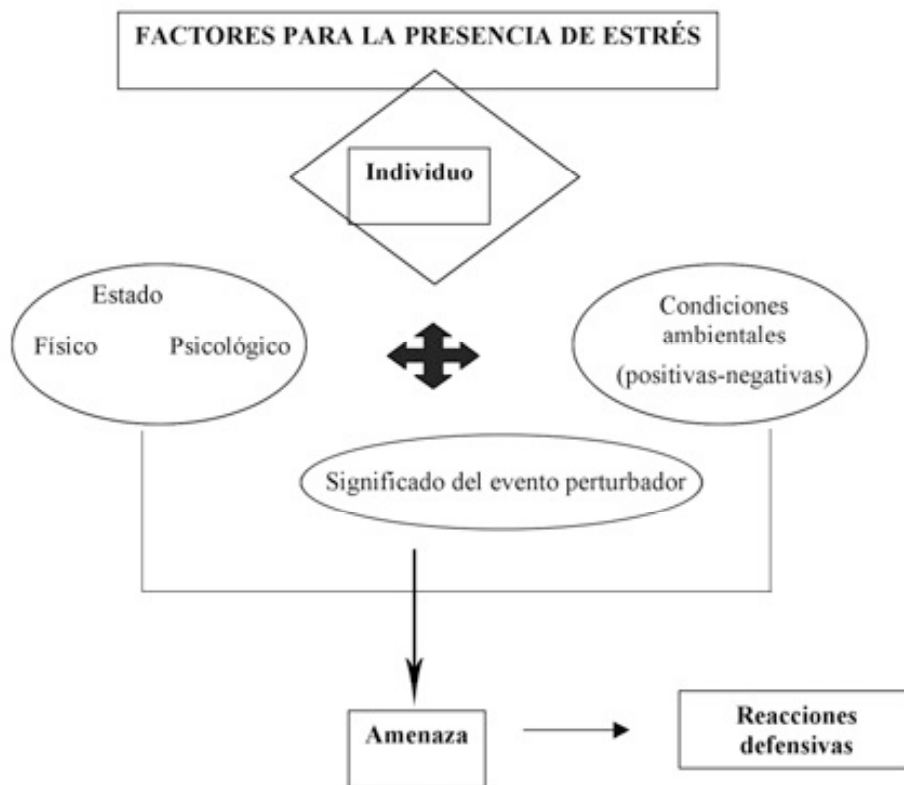 FACTORES PARA LA PRESENCIA DE ESTRÉS
Individuo
Estado
Físico Psicológico
Condiciones
ambientales
(positivas-negativas)
Significado del evento perturbador
Amenaza
Reacciones
defensivas